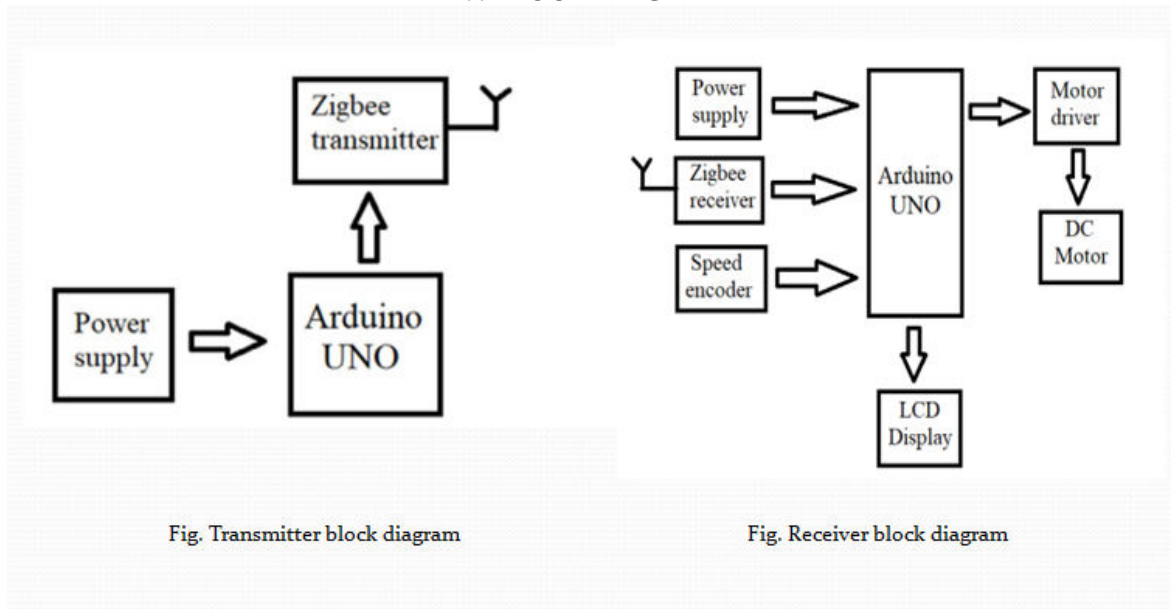 Zigbee
transmitter
Power
supply
Arduino
UNO
Fig. Transmitter block diagram
Power
supply
Zigbee
receiver
Speed
encoder
Arduino
UNO
Motor
driver
DC
Motor
LCD
Display
Fig. Receiver block diagram